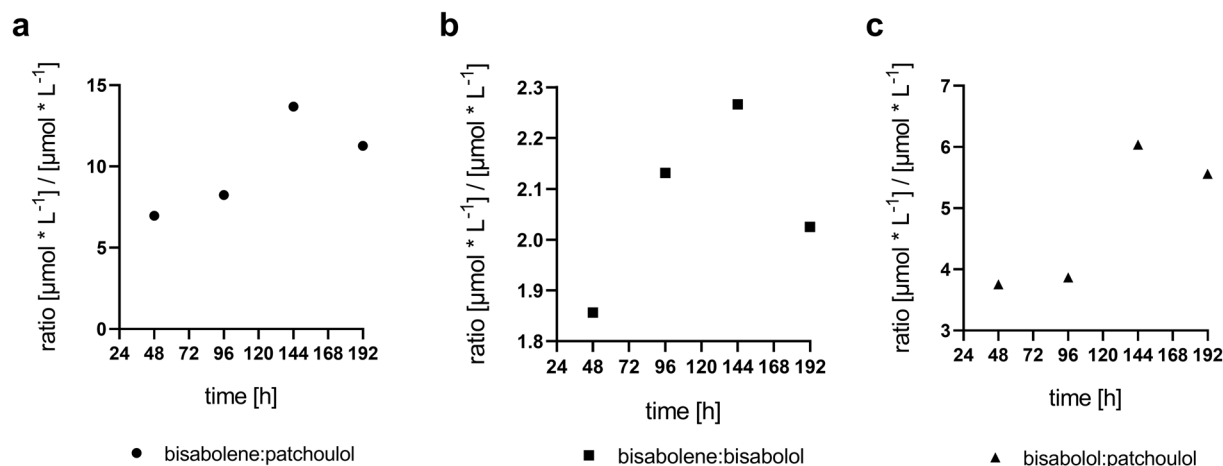 a
ratio [µmol * L⁻¹] / [µmol * L⁻¹]
15
10
5
0
24 48 72 96 120 144 168 192
time [h]
bisabolene:patchoulol
b
ratio [µmol * L⁻¹] / [µmol * L⁻¹]
2.3
2.2
2.1
2.0
1.9
1.8
24 48 72 96 120 144 168 192
time [h]
bisabolene:bisabolol
c
ratio [µmol * L⁻¹] / [µmol * L⁻¹]
7
6
5
4
3
24 48 72 96 120 144 168 192
time [h]
bisabolol:patchoulol